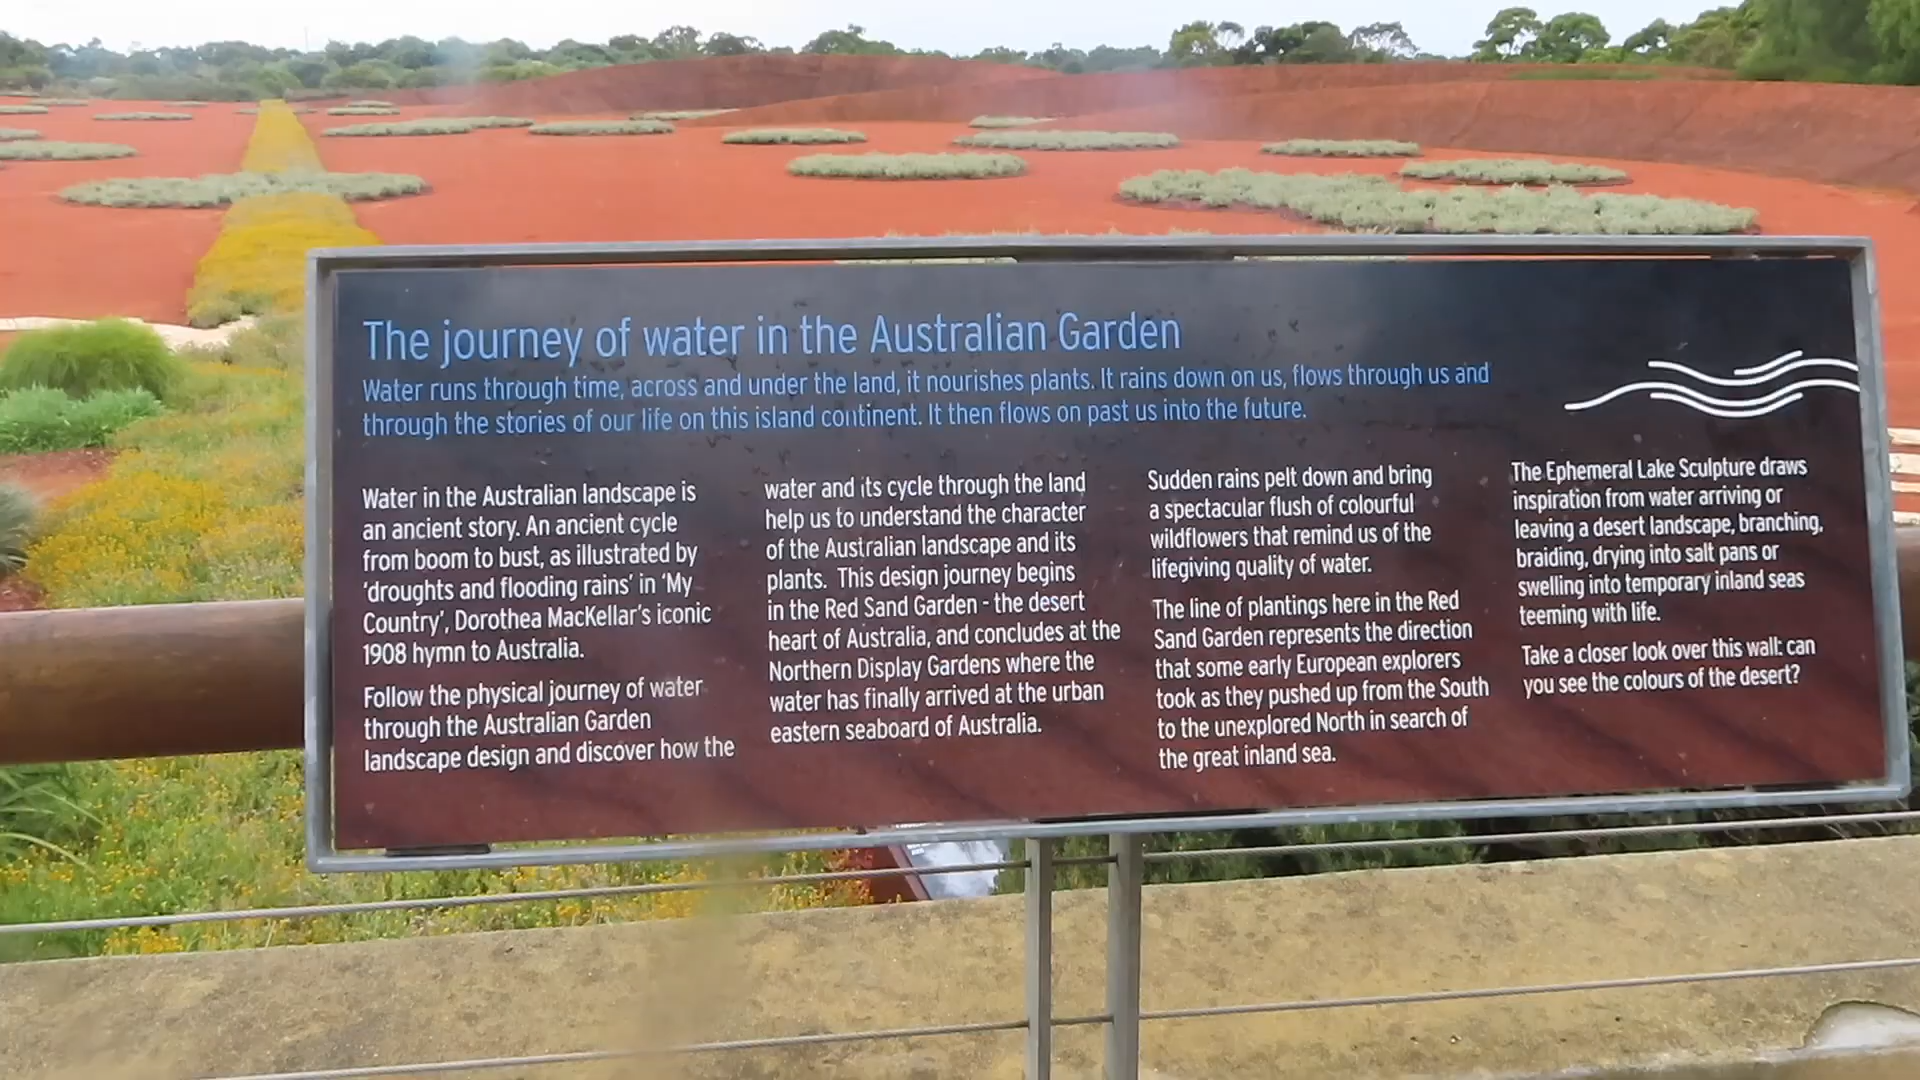 The journey of water in the Australian Garden
Water runs through time, across and under the land, it nourishes plants. It rains down on us, flows through us and
through the stories of our life on this island continent. It then flows on past us into the future.
Water in the Australian landscape is
an ancient story. An ancient cycle
from boom to bust, as illustrated by
‘droughts and flooding rains’ in ‘My
Country’, Dorothea MacKellar’s iconic
1908 hymn to Australia.
Follow the physical journey of water
through the Australian Garden
landscape design and discover how the
water and its cycle through the land
help us to understand the character
of the Australian landscape and its
plants. This design journey begins
in the Red Sand Garden - the desert
heart of Australia, and concludes at the
Northern Display Gardens where the
water has finally arrived at the urban
eastern seaboard of Australia.
Sudden rains pelt down and bring
a spectacular flush of colourful
wildflowers that remind us of the
lifegiving quality of water.
The line of plantings here in the Red
Sand Garden represents the direction
that some early European explorers
took as they pushed up from the South
to the unexplored North in search of
the great inland sea.
The Ephemeral Lake Sculpture draws
inspiration from water arriving or
leaving a desert landscape, branching,
braiding, drying into salt pans or
swelling into temporary inland seas
teeming with life.
Take a closer look over this wall: can
you see the colours of the desert?